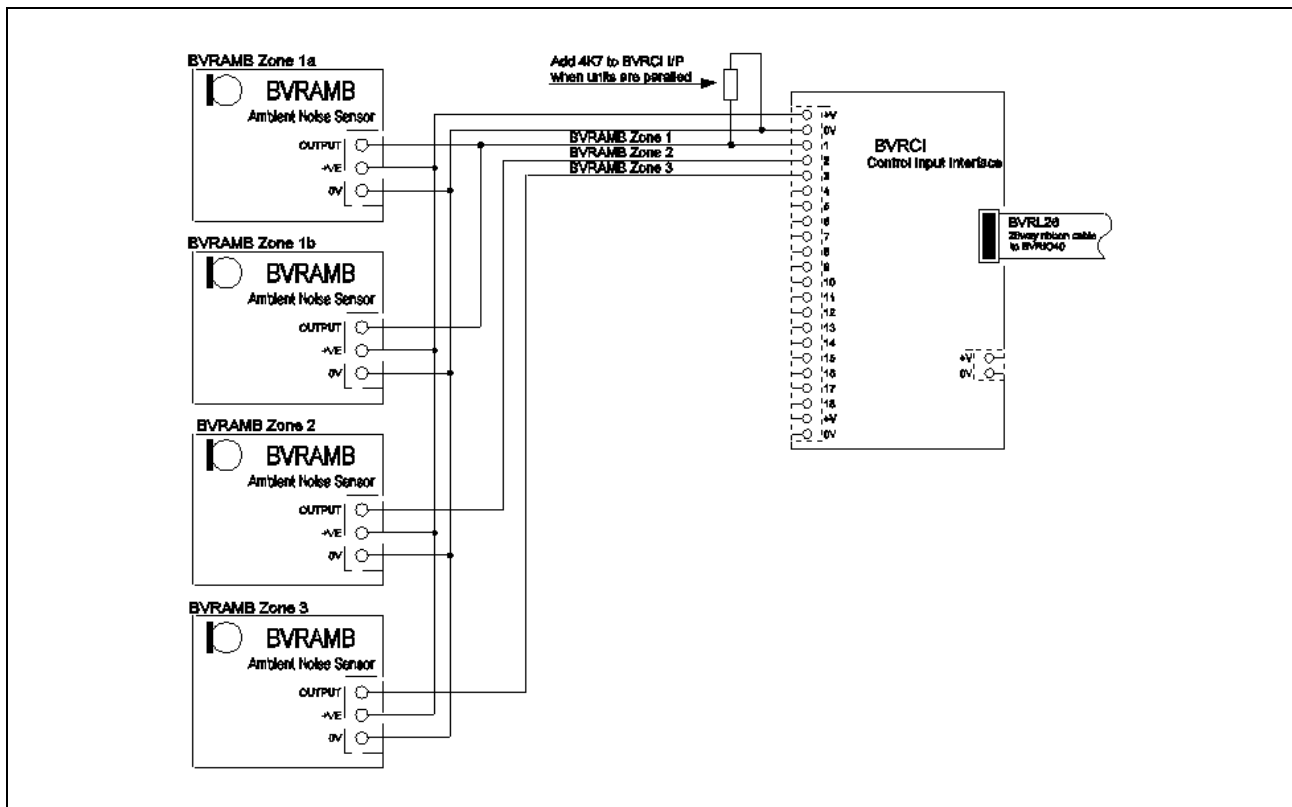 BVRAMB Zone 1a
BVRAMB
Ambient Noise Sensor
OUTPUT
+VE
0V
BVRAMB Zone 1b
BVRAMB
Ambient Noise Sensor
OUTPUT
+VE
0V
BVRAMB Zone 2
BVRAMB
Ambient Noise Sensor
OUTPUT
+VE
0V
BVRAMB Zone 3
BVRAMB
Ambient Noise Sensor
OUTPUT
+VE
0V
Add 4K7 to BVRCI I/P
when units are paralled
BVRAMB Zone 1
BVRAMB Zone 2
BVRAMB Zone 3
+V
0V
1
2
3
4
5
6
7
8
9
10
11
12
13
14
15
16
17
18
+V
0V
BVRCI
Control Input Interface
BVRL26
26way ribbon cable
to BVRIO40
+V
0V